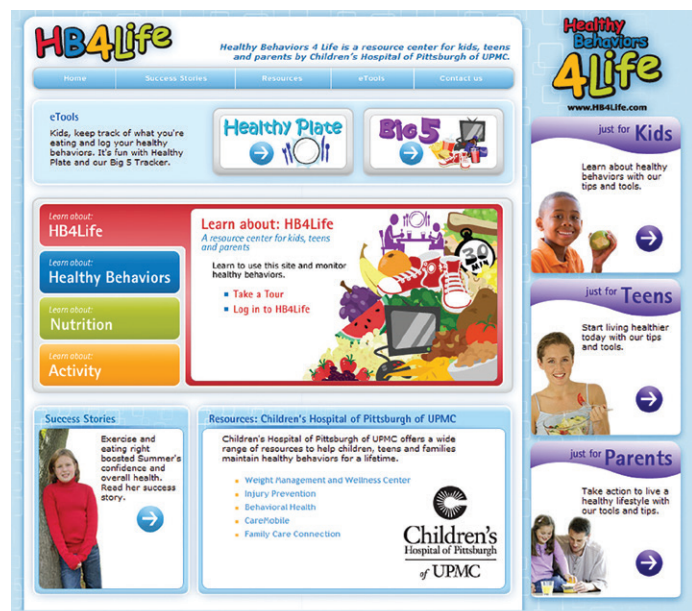 HB4Life
Healthy Behaviors 4 Life is a resource center for kids, teens
and parents by Children's Hospital of Pittsburgh of UPMC.
Home Success Stories Resources eTools Contact us
eTools
Kids, keep track of what you're
eating and log your healthy
behaviors. It's fun with Healthy
Plate and our Big 5 Tracker.
Healthy Plate
Big 5
Learn about:
HB4Life
Learn about:
Healthy Behaviors
Learn about:
Nutrition
Learn about:
Activity
Learn about: HB4Life
A resource center for kids, teens
and parents
Learn to use this site and monitor
healthy behaviors.
Take a Tour
Log in to HB4Life
30
MIN
Success Stories
Exercise and
eating right
boosted Summer's
confidence and
overall health.
Read her success
story.
Resources: Children's Hospital of Pittsburgh of UPMC
Children's Hospital of Pittsburgh of UPMC offers a wide
range of resources to help children, teens and families
maintain healthy behaviors for a lifetime.
Weight Management and Wellness Center
Injury Prevention
Behavioral Health
CareMobile
Family Care Connection
Children's
Hospital of Pittsburgh
of UPMC
Healthy
Behaviors
4Life
www.HB4Life.com
just for Kids
Learn about healthy
behaviors with our
tips and tools.
just for Teens
Start living healthier
today with our tips
and tools.
just for Parents
Take action to live a
healthy lifestyle with
our tools and tips.